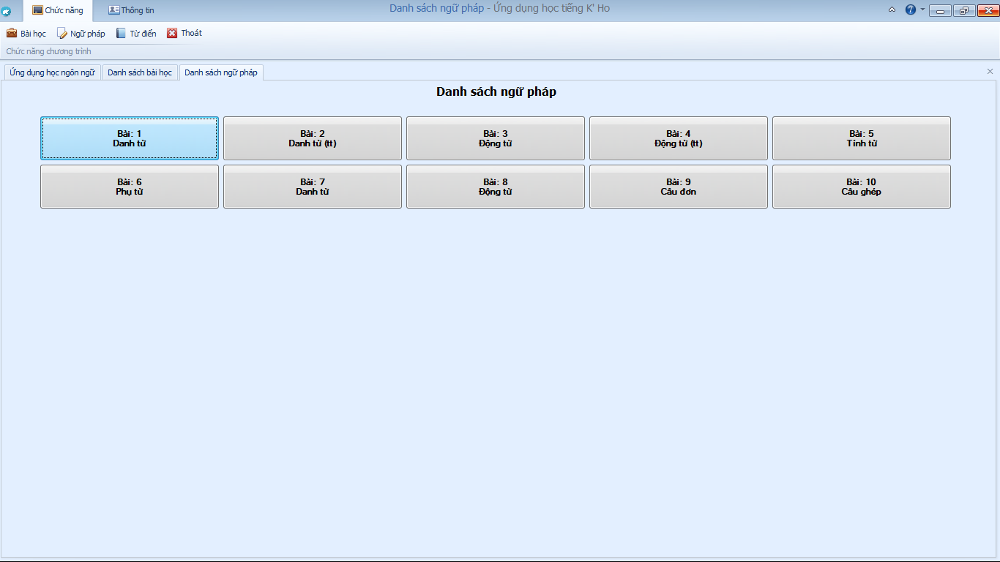 Chức năng
Thông tin
Danh sách ngữ pháp - Ứng dụng học tiếng K' Ho
Bài học
Ngữ pháp
Từ điển
Thoát
Chức năng chương trình
Ứng dụng học ngôn ngữ
Danh sách bài học
Danh sách ngữ pháp
Danh sách ngữ pháp
Bài: 1
Danh từ
Bài: 2
Danh từ (tt)
Bài: 3
Động từ
Bài: 4
Động từ (tt)
Bài: 5
Tính từ
Bài: 6
Phụ từ
Bài: 7
Danh từ
Bài: 8
Động từ
Bài: 9
Câu đơn
Bài: 10
Câu ghép